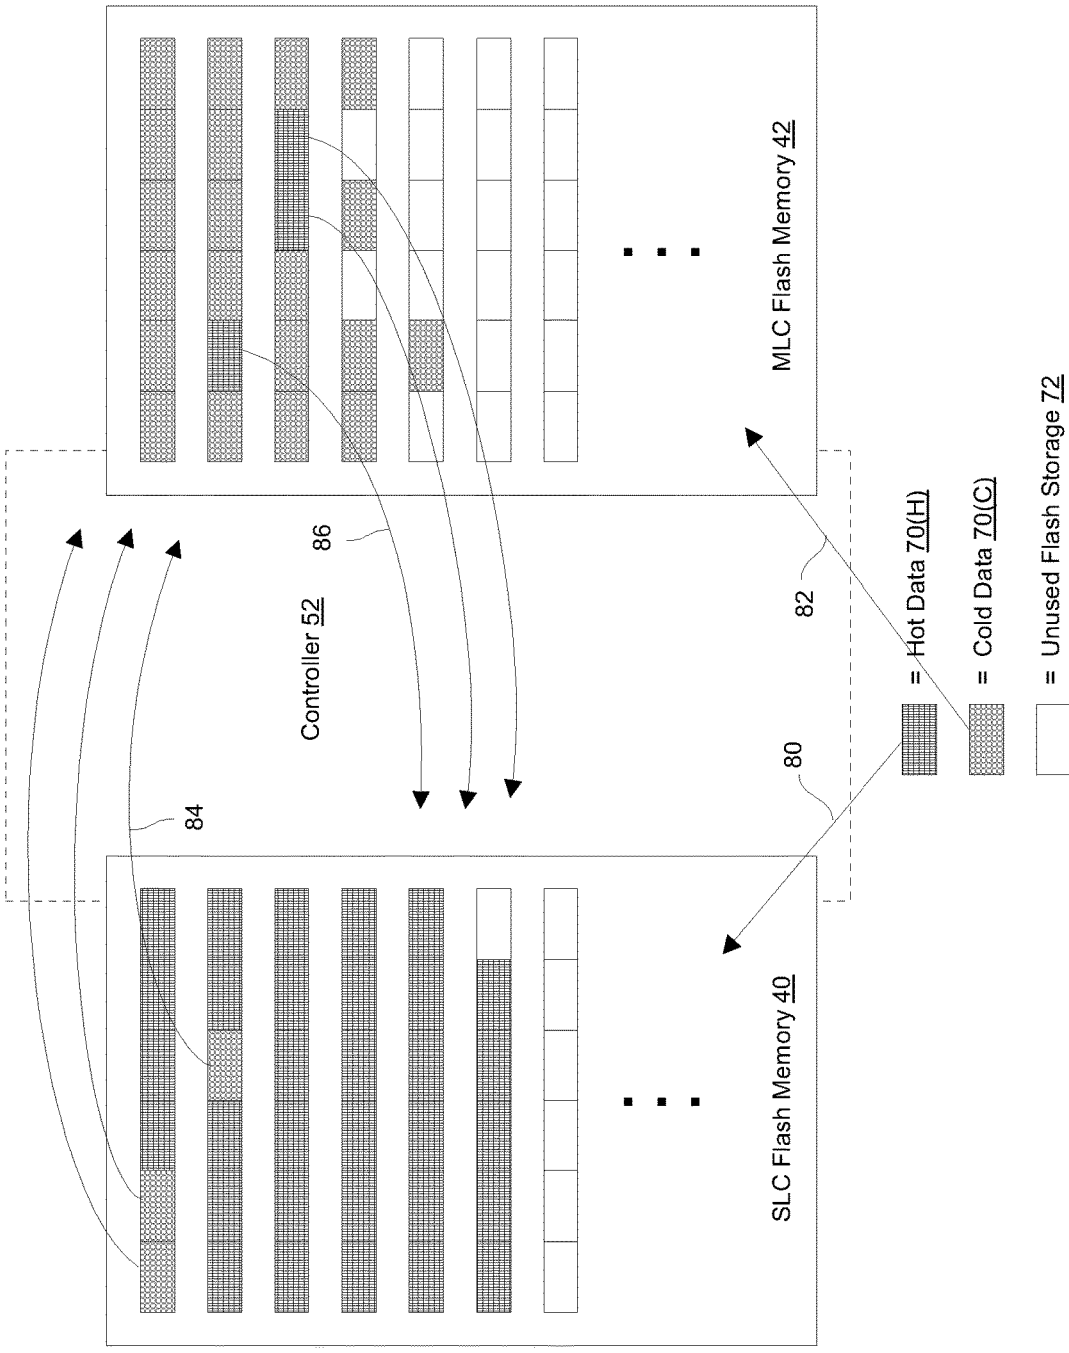 84
86
Controller 52
SLC Flash Memory 40
MLC Flash Memory 42
80
82
= Hot Data 70(H)
= Cold Data 70(C)
= Unused Flash Storage 72